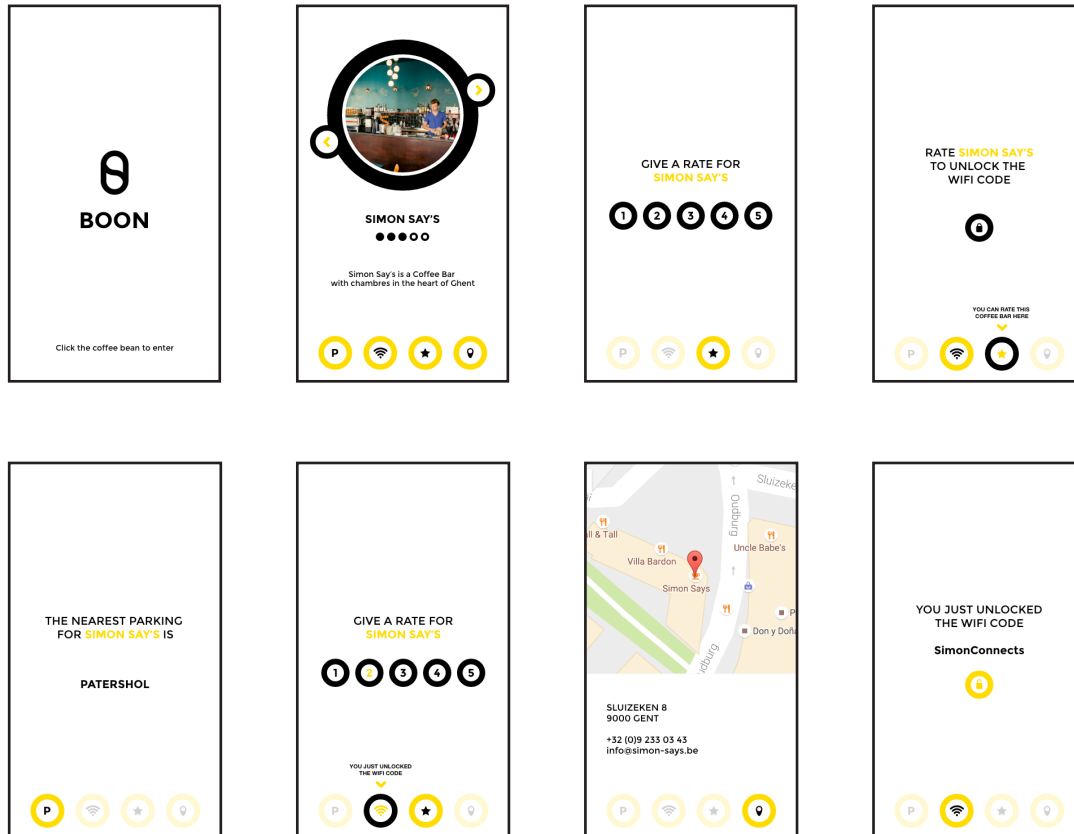 BOON
Click the coffee bean to enter
SIMON SAY'S
Simon Say's is a Coffee Bar
with chambres in the heart of Ghent
P
GIVE A RATE FOR
SIMON SAY'S
1 2 3 4 5
P
RATE SIMON SAY'S
TO UNLOCK THE
WIFI CODE
YOU CAN RATE THIS
COFFEE BAR HERE
P
THE NEAREST PARKING
FOR SIMON SAY'S IS
PATERSHOL
P
GIVE A RATE FOR
SIMON SAY'S
1 2 3 4 5
YOU JUST UNLOCKED
THE WIFI CODE
P
Sluizeke
Oudburg
ll & Tall
Uncle Babe's
Villa Bardon
Simon Says
P
Don y Doña
dburg
SLUIZEKEN 8
9000 GENT
+32 (0)9 233 03 43
info@simon-says.be
P
YOU JUST UNLOCKED
THE WIFI CODE
SimonConnects
P